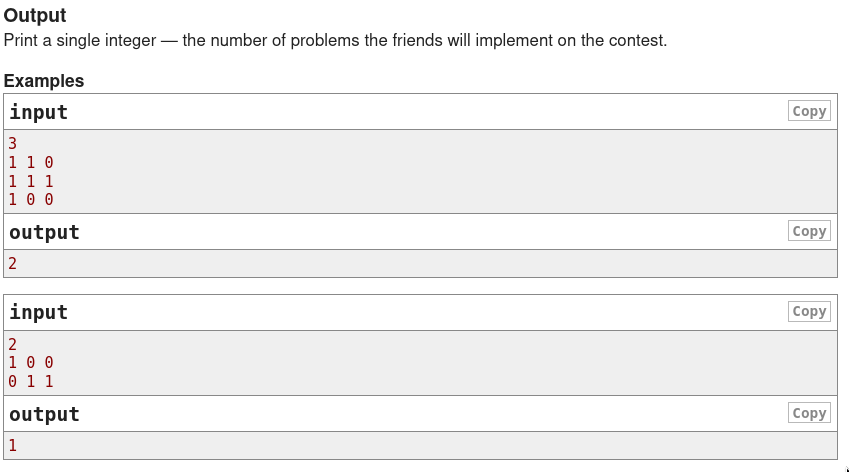 Output
Print a single integer — the number of problems the friends will implement on the contest.
Examples
input
Copy
3
1 1 0
1 1 1
1 0 0
output
Copy
2
input
Copy
2
1 0 0
0 1 1
output
Copy
1